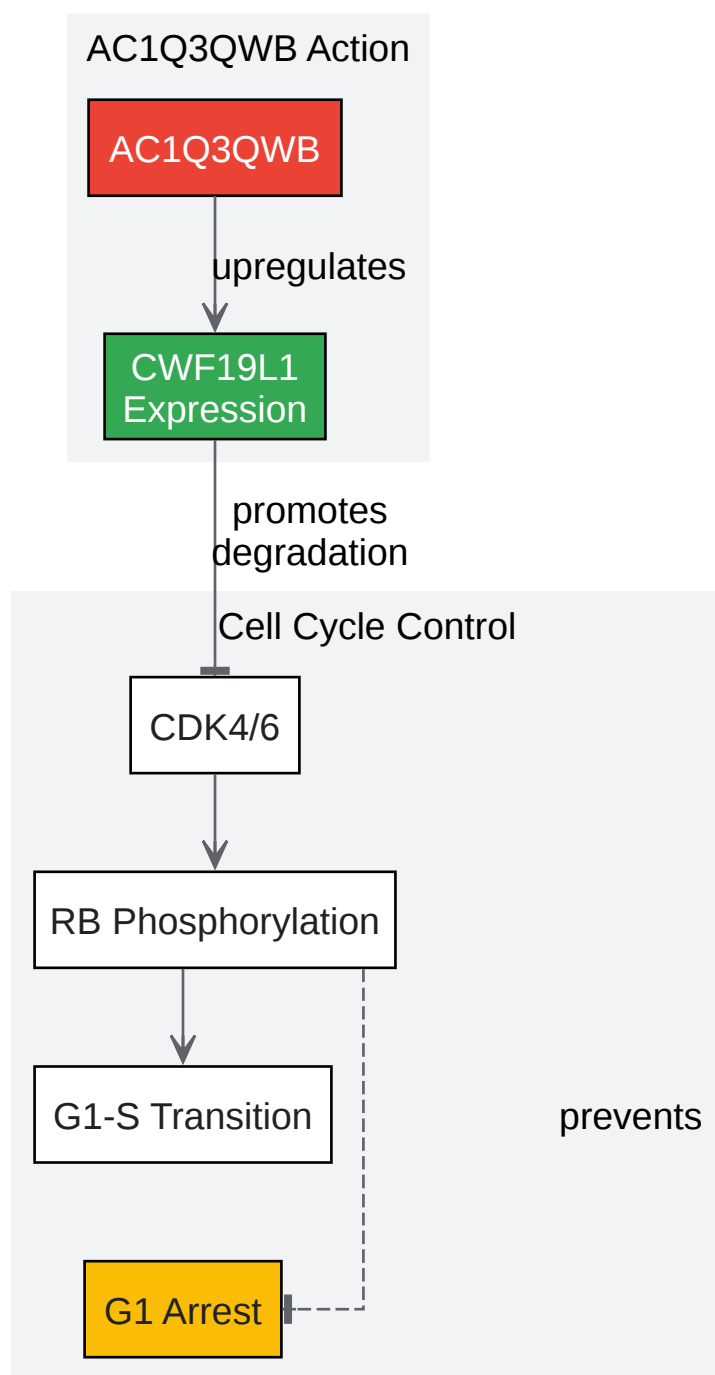 AC1Q3QWB Action
AC1Q3QWB
upregulates
CWF19L1
Expression
promotes
degradation
Cell Cycle Control
CDK4/6
RB Phosphorylation
G1-S Transition
prevents
G1 Arrest